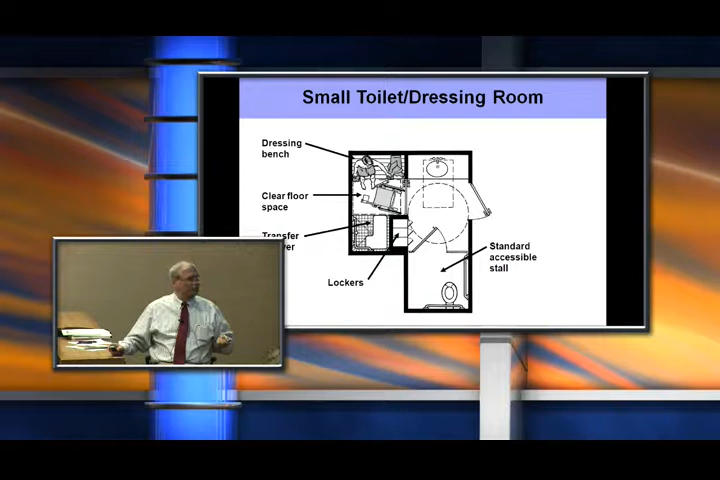 Small Toilet/Dressing Room
Dressing
bench
Clear floor
space
Transfer
Lockers
Standard
accessible
stall